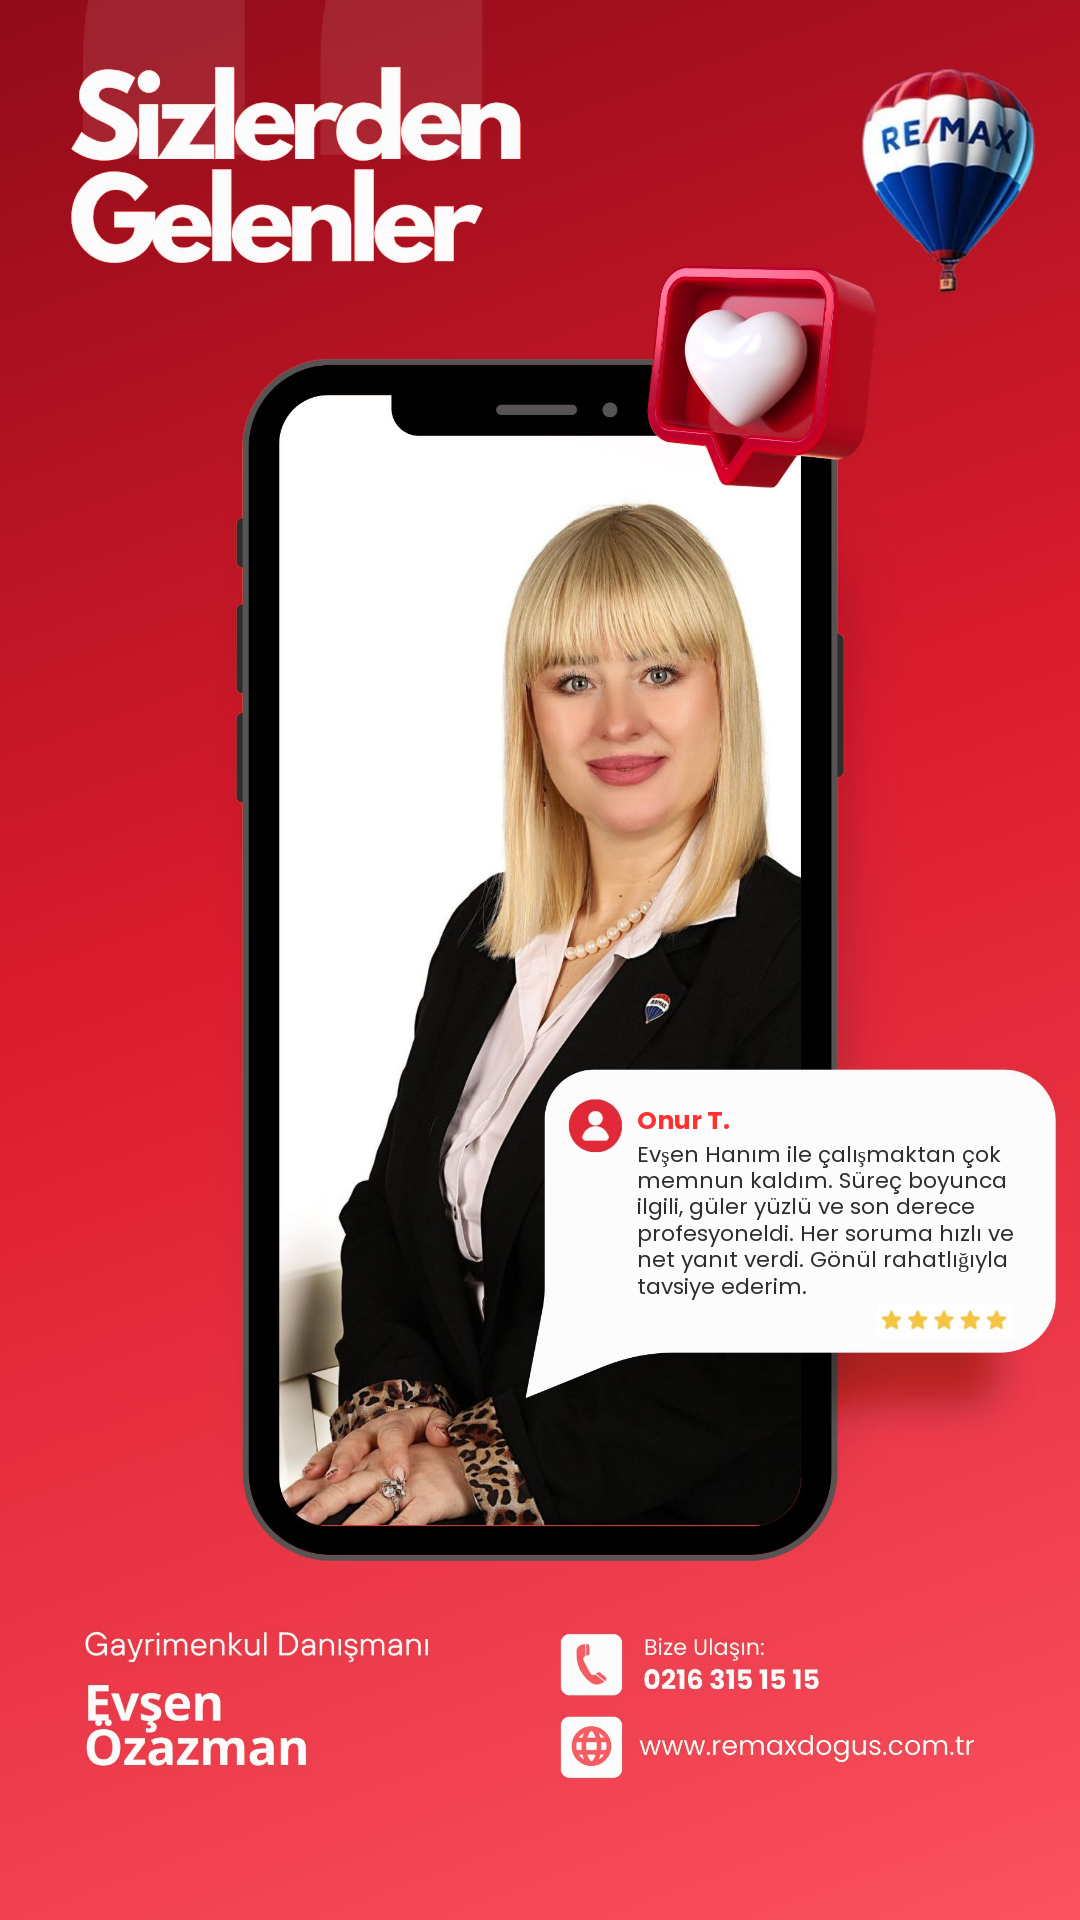 Sizlerden
Gelenler
RE/MAX
RE/MAX
Onur T.
Evşen Hanım ile çalışmaktan çok
memnun kaldım. Süreç boyunca
ilgili, güler yüzlü ve son derece
profesyoneldi. Her soruma hızlı ve
net yanıt verdi. Gönül rahatlığıyla
tavsiye ederim.
Gayrimenkul Danışmanı
Evşen
Özazman
Bize Ulaşın:
0216 315 15 15
www.remaxdogus.com.tr